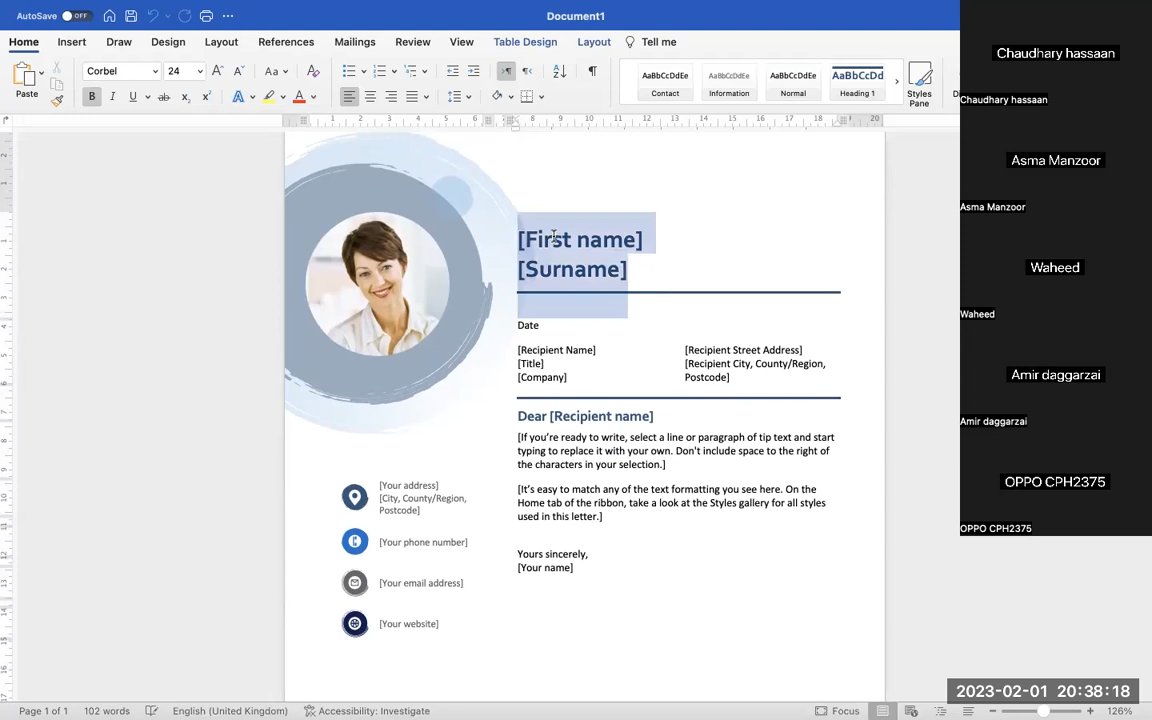 AutoSave OFF
Document1
Home Insert Draw Design Layout References Mailings Review View Table Design Layout Tell me
Paste
Corbel 24
Aa
B I U ab x₂ x² A A
AaBbCcDdEe
Contact
AaBbCcDdEe
Information
AaBbCcDdEe
Normal
AaBbCcDd
Heading 1
Styles
Pane
[First name]
[Surname]
Date
[Recipient Name]
[Title]
[Company]
[Recipient Street Address]
[Recipient City, County/Region,
Postcode]
Dear [Recipient name]
[If you're ready to write, select a line or paragraph of tip text and start
typing to replace it with your own. Don't include space to the right of
the characters in your selection.]
[It's easy to match any of the text formatting you see here. On the
Home tab of the ribbon, take a look at the Styles gallery for all styles
used in this letter.]
Yours sincerely,
[Your name]
[Your address]
[City, County/Region,
Postcode]
[Your phone number]
[Your email address]
[Your website]
Chaudhary hassaan
Chaudhary hassaan
Asma Manzoor
Asma Manzoor
Waheed
Waheed
Amir daggarzai
Amir daggarzai
OPPO CPH2375
OPPO CPH2375
2023-02-01 20:38:18
Page 1 of 1 102 words English (United Kingdom) Accessibility: Investigate Focus 126%